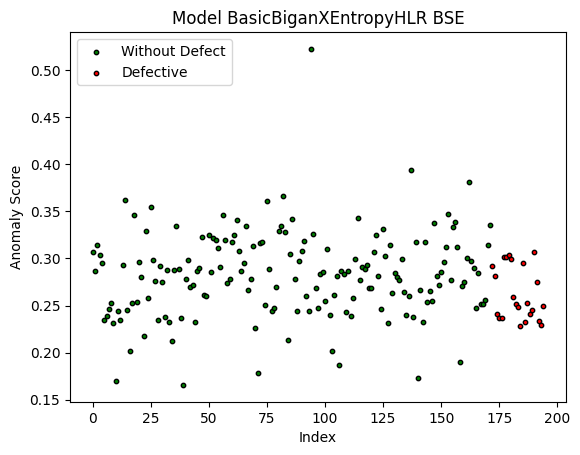 Model BasicBiganXEntropyHLR BSE
Without Defect
Defective
Anomaly Score
0.50
0.45
0.40
0.35
0.30
0.25
0.20
0.15
0 25 50 75 100 125 150 175 200
Index